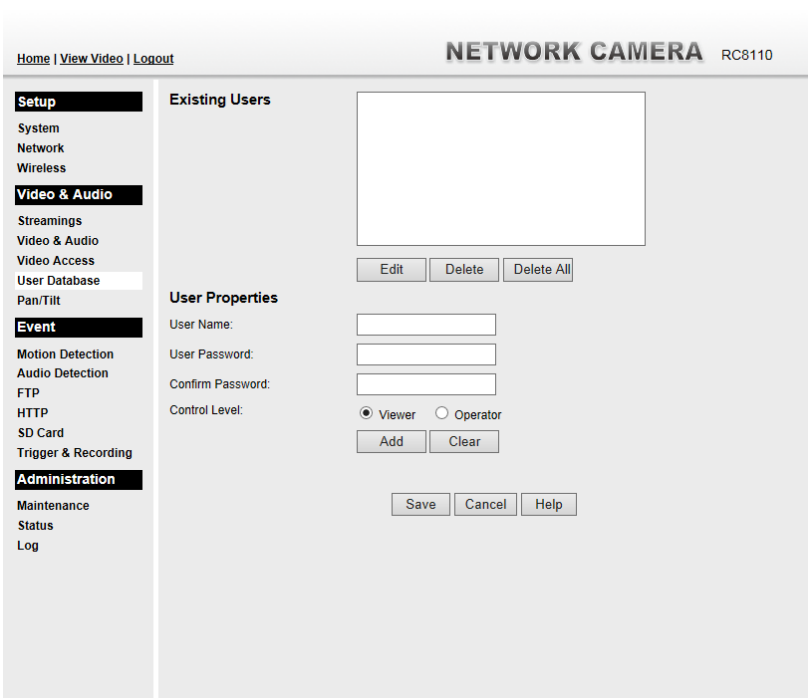 Home | View Video | Logout
NETWORK CAMERA RC8110
Setup
System
Network
Wireless
Video & Audio
Streamings
Video & Audio
Video Access
User Database
Pan/Tilt
Event
Motion Detection
Audio Detection
FTP
HTTP
SD Card
Trigger & Recording
Administration
Maintenance
Status
Log
Existing Users
Edit Delete Delete All
User Properties
User Name:
User Password:
Confirm Password:
Control Level: Viewer Operator
Add Clear
Save Cancel Help